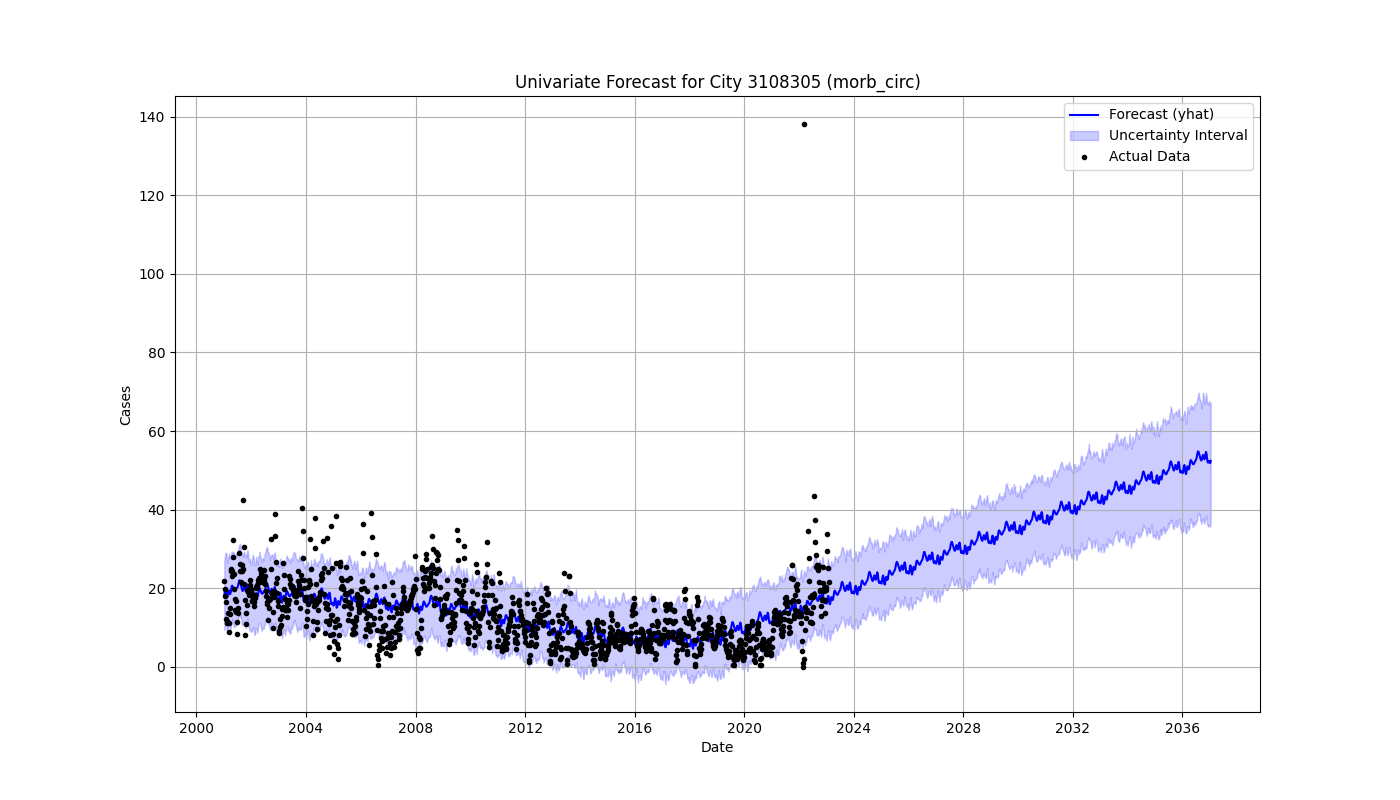 Univariate Forecast for City 3108305 (morb_circ)
Forecast (yhat)
Uncertainty Interval
Actual Data
Cases
140
120
100
80
60
40
20
0
2000 2004 2008 2012 2016 2020 2024 2028 2032 2036
Date